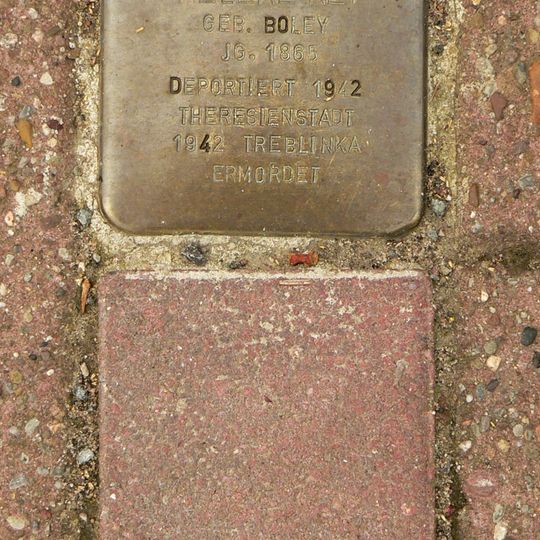 GEB. BOLEY
JG. 1865
DEPORTIERT 1942
THERESIENSTADT
1942 TREBLINKA
ERMORDET